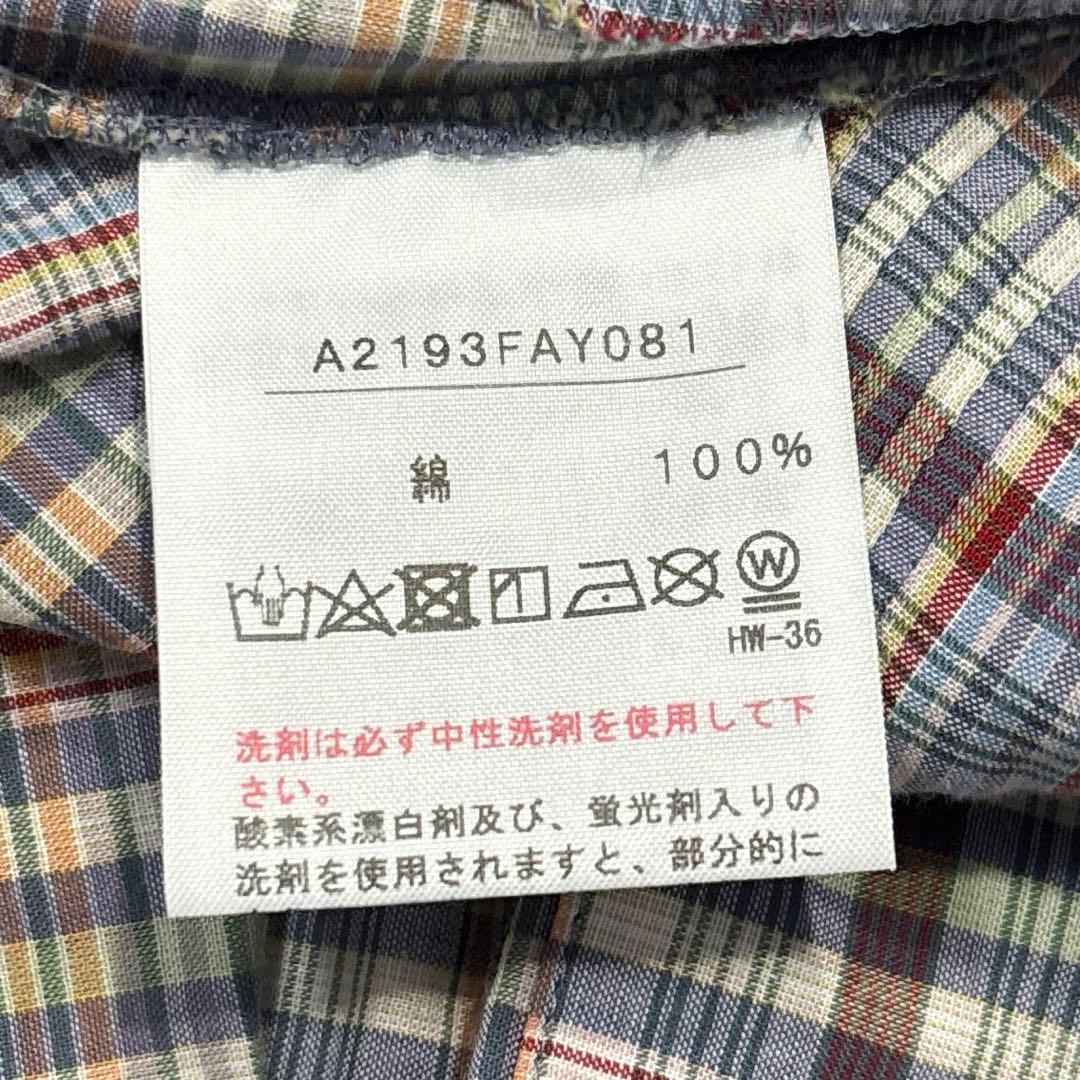 A2193FAY081
綿 100%
W
HW-36
洗剤は必ず中性洗剤を使用して下
さい。
酸素系漂白剤及び、蛍光剤入りの
洗剤を使用されますと、部分的に